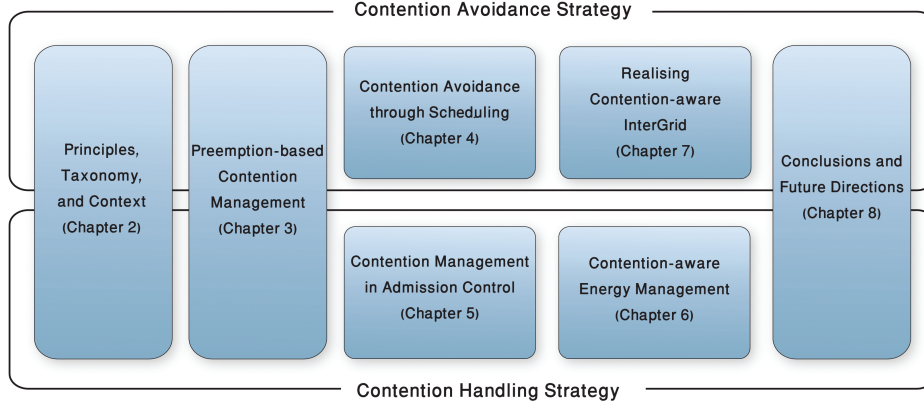 Contention Avoidance Strategy
Principles,
Taxonomy,
and Context
(Chapter 2)
Preemption-based
Contention
Management
(Chapter 3)
Contention Avoidance
through Scheduling
(Chapter 4)
Realising
Contention-aware
InterGrid
(Chapter 7)
Contention Management
in Admission Control
(Chapter 5)
Contention-aware
Energy Management
(Chapter 6)
Conclusions and
Future Directions
(Chapter 8)
Contention Handling Strategy